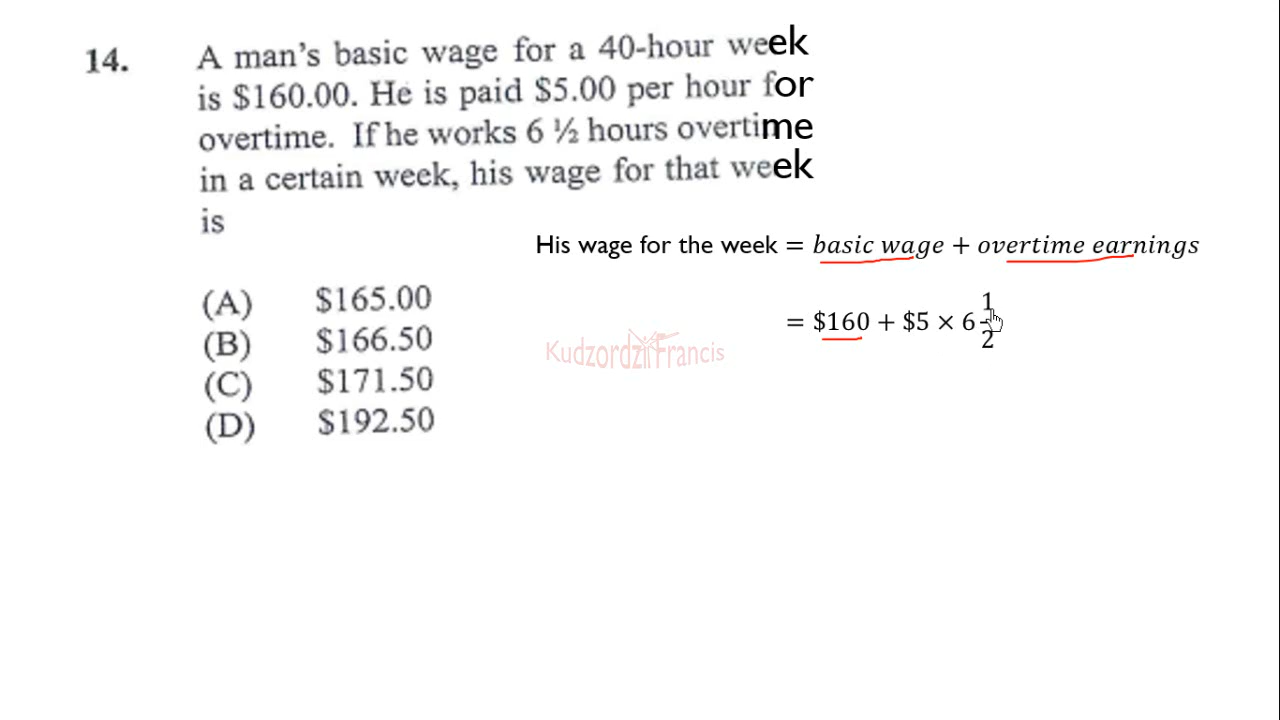 14. A man's basic wage for a 40-hour week
is $160.00. He is paid $5.00 per hour for
overtime. If he works 6 ½ hours overtime
in a certain week, his wage for that week
is
His wage for the week = basic wage + overtime earnings
(A) $165.00
= $160 + $5 × 6 1/2
(B) $166.50
Kudzordzi Francis
(C) $171.50
(D) $192.50